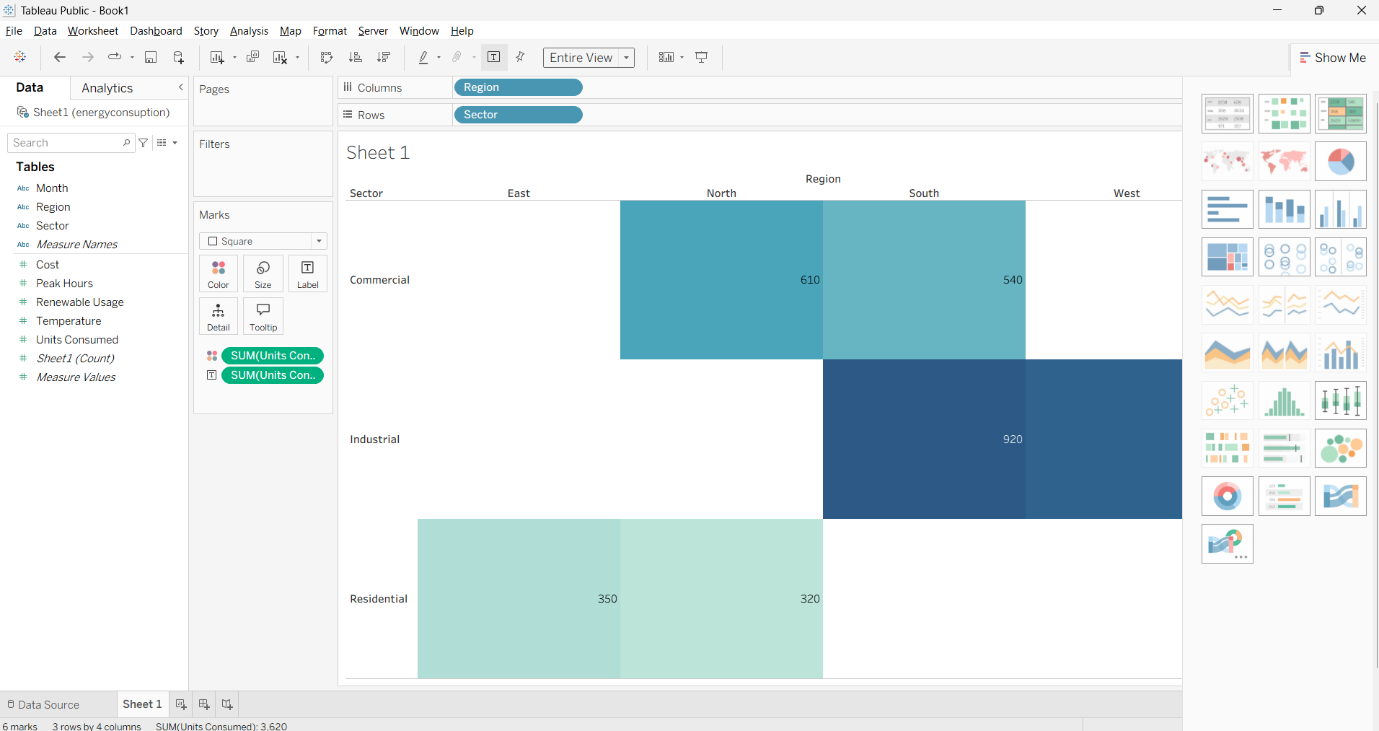 Tableau Public - Book1
File Data Worksheet Dashboard Story Analysis Map Format Server Window Help
Entire View
Show Me
Data Analytics
Sheet1 (energyconsuption)
Search
Tables
Abc Month
Abc Region
Abc Sector
Abc Measure Names
# Cost
# Peak Hours
# Renewable Usage
# Temperature
# Units Consumed
# Sheet1 (Count)
# Measure Values
Pages
Filters
Marks
Square
Color Size Label
Detail Tooltip
SUM(Units Con..
SUM(Units Con..
Columns Region
Rows Sector
Sheet 1
Region
Sector East North South West
Commercial 610 540
Industrial 920
Residential 350 320
Data Source Sheet 1
6 marks 3 rows by 4 columns SUM(Units Consumed): 3,620